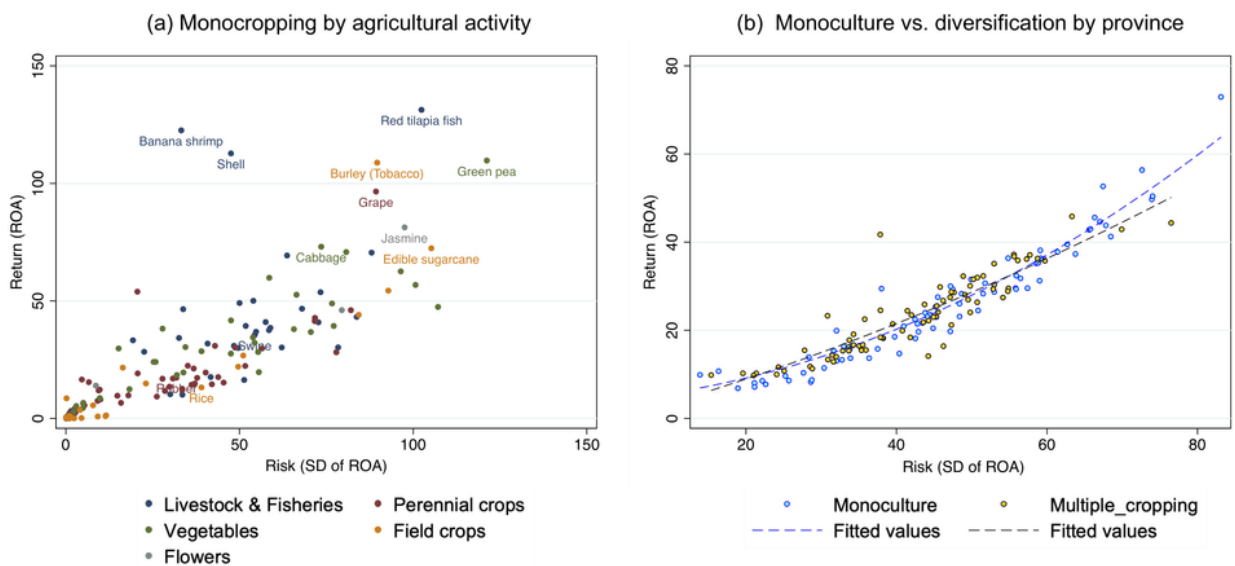 (a) Monocropping by agricultural activity
150
100
50
0
Return (ROA)
Red tilapia fish
Banana shrimp
Shell
Burley (Tobacco)
Green pea
Grape
Jasmine
Cabbage
Edible sugarcane
Swine
Rubber
Rice
0
50
100
150
Risk (SD of ROA)
Livestock & Fisheries
Perennial crops
Vegetables
Field crops
Flowers
(b) Monoculture vs. diversification by province
80
60
40
20
0
Return (ROA)
20
40
60
80
Risk (SD of ROA)
Monoculture
Multiple_cropping
Fitted values
Fitted values